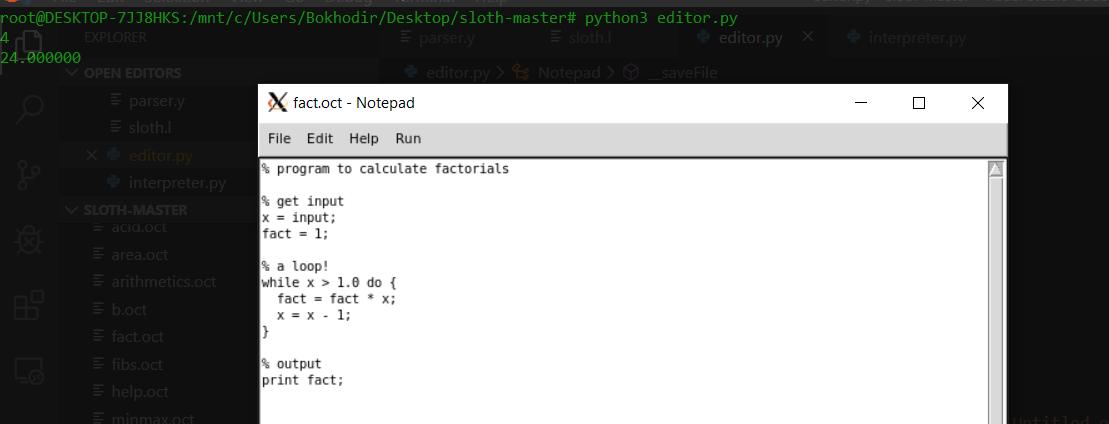 root@DESKTOP-7JJ8HKS:/mnt/c/Users/Bokhodir/Desktop/sloth-master# python3 editor.py
4
24.000000
EXPLORER
parser.y
sloth.l
editor.py
interpreter.py
OPEN EDITORS
editor.py > Notepad > __saveFile
parser.y
sloth.l
editor.py
interpreter.py
SLOTH-MASTER
acid.oct
area.oct
arithmetics.oct
b.oct
fact.oct
fibs.oct
help.oct
minmax.oct
fact.oct - Notepad
File Edit Help Run
% program to calculate factorials
% get input
x = input;
fact = 1;
% a loop!
while x > 1.0 do {
fact = fact * x;
x = x - 1;
}
% output
print fact;